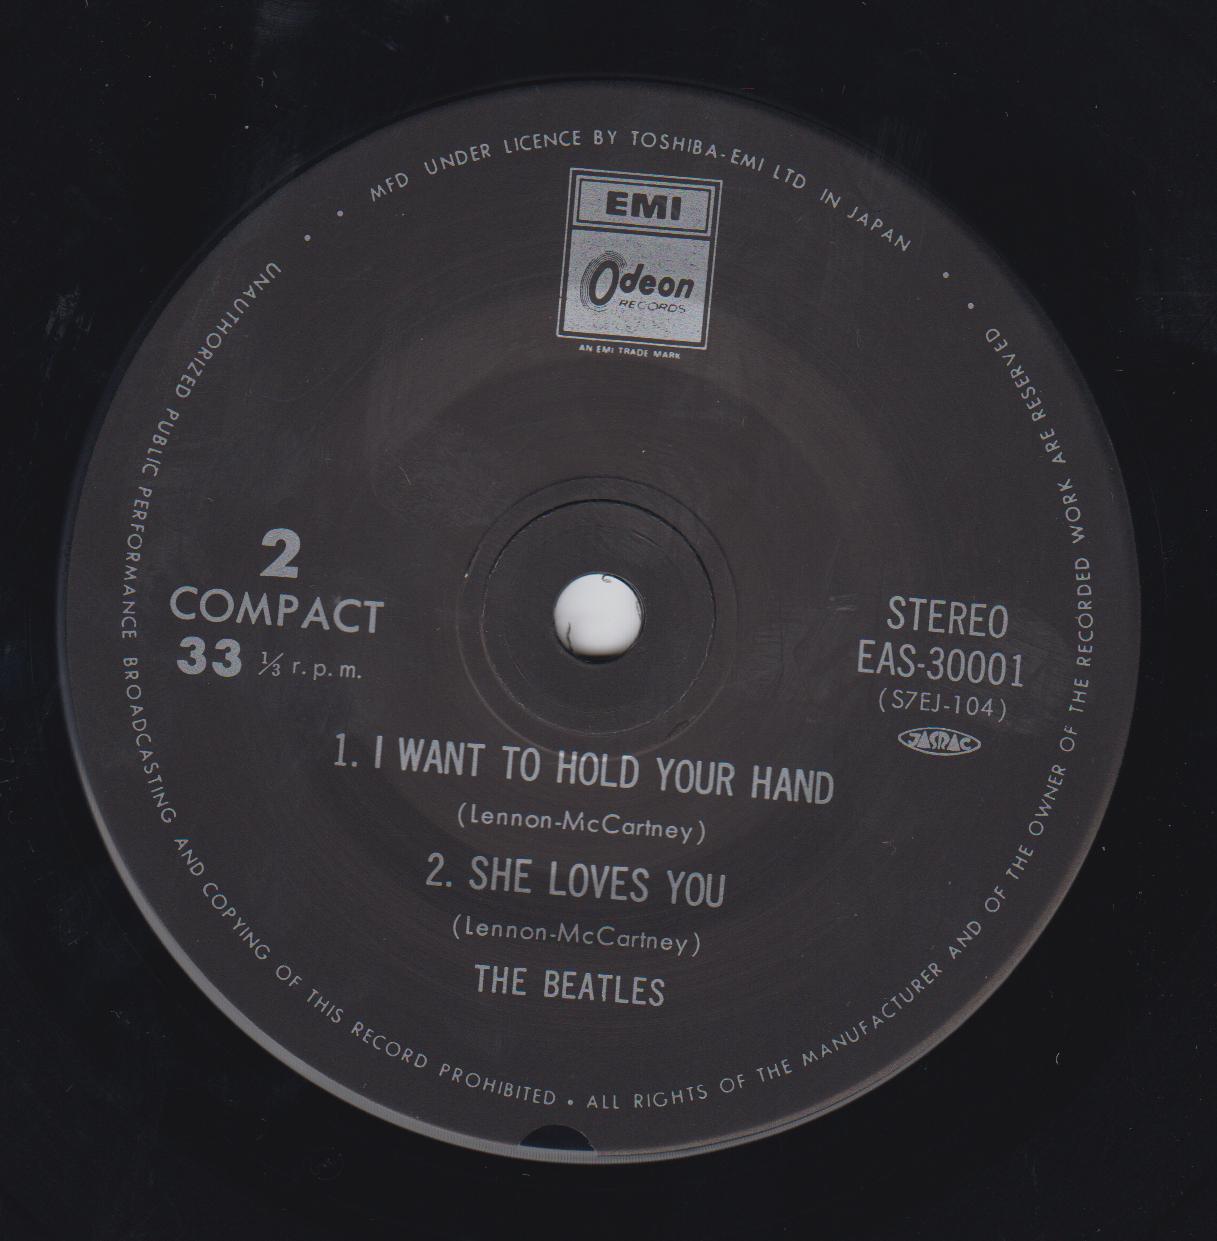 MFD UNDER LICENCE BY TOSHIBA-EMI LTD IN JAPAN
EMI
Odeon
RECORDS
AN EMI TRADE MARK
2
COMPACT
33 1/3 r.p.m.
STEREO
EAS-30001
(S7EJ-104)
JASRAC
1. I WANT TO HOLD YOUR HAND
(Lennon-McCartney)
2. SHE LOVES YOU
(Lennon-McCartney)
THE BEATLES
UNAUTHORIZED PUBLIC PERFORMANCE BROADCASTING AND COPYING OF THIS RECORD PROHIBITED • ALL RIGHTS OF THE MANUFACTURER AND OF THE OWNER OF THE RECORDED WORK ARE RESERVED